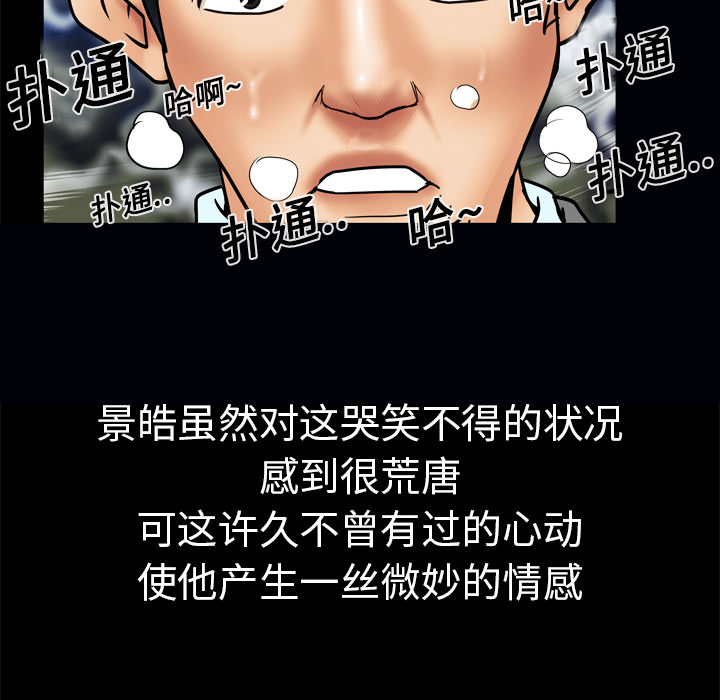 哈
扑通
扑通
哈啊~
扑通..
扑通..
扑通..
哈~
景皓虽然对这哭笑不得的状况
感到很荒唐
可这许久不曾有过的心动
使他产生一丝微妙的情感